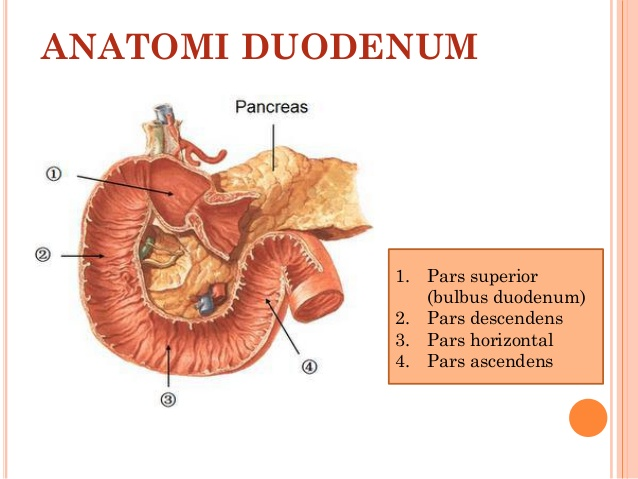 ANATOMI DUODENUM
Pancreas
①
②
③
④
1. Pars superior
(bulbus duodenum)
2. Pars descendens
3. Pars horizontal
4. Pars ascendens